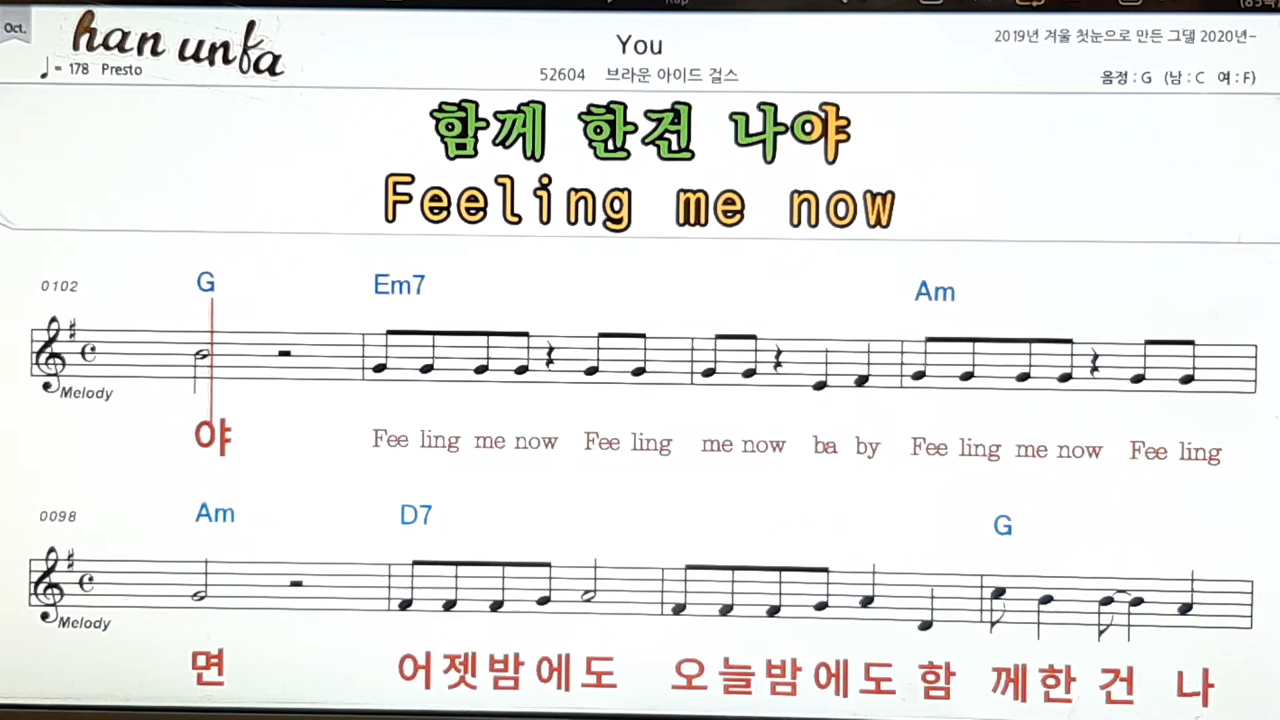 Oct.
han unfa
You
2019년 겨울 첫눈으로 만든 그댈 2020년~
♩ = 178 Presto
52604 브라운 아이드 걸스
음정 : G (남 : C 여 : F)
함께 한건 나야
Feeling me now
0102
G Em7 Am
Melody
야 Fee ling me now Fee ling me now ba by Fee ling me now Fee ling
0098
Am D7 G
Melody
면 어젯밤에도 오늘밤에도 함 께한 건 나